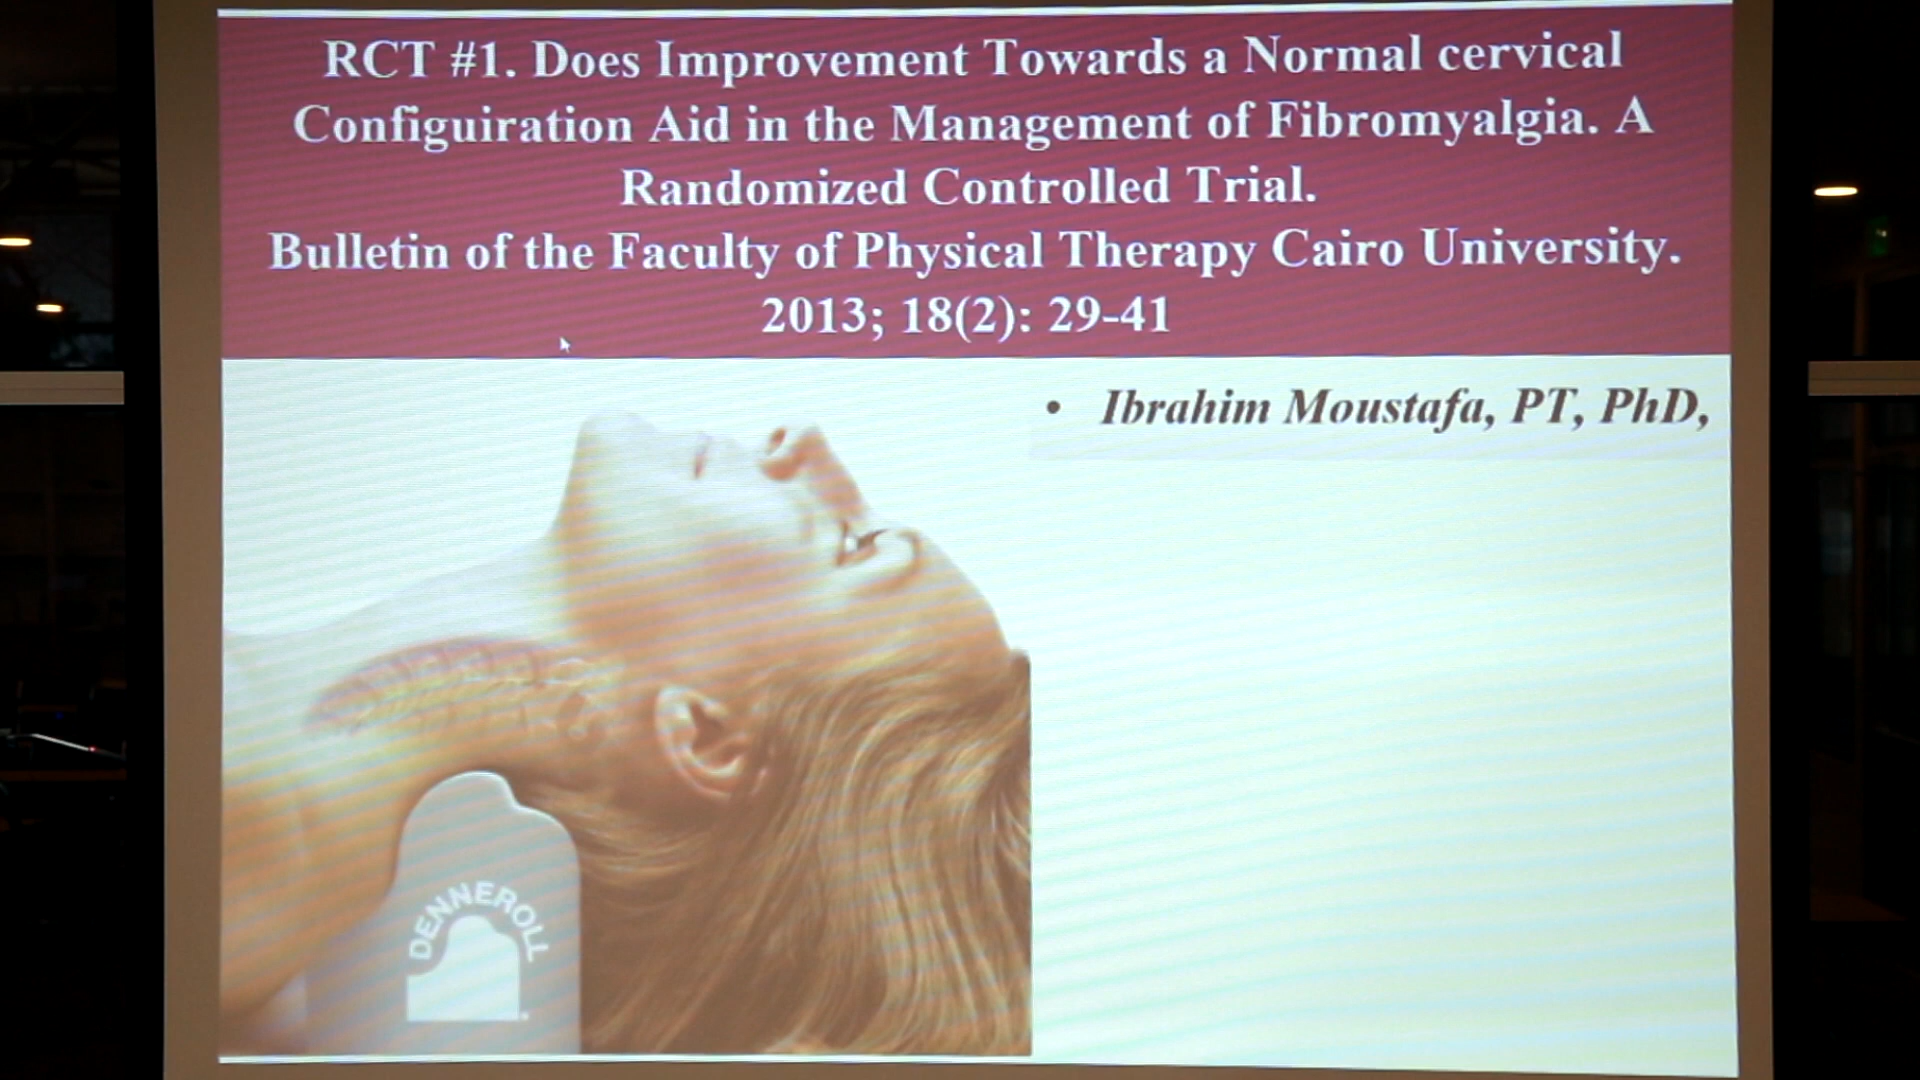 RCT #1. Does Improvement Towards a Normal cervical
Configuiration Aid in the Management of Fibromyalgia. A
Randomized Controlled Trial.
Bulletin of the Faculty of Physical Therapy Cairo University.
2013; 18(2): 29-41
• Ibrahim Moustafa, PT, PhD,
DENNEROLL